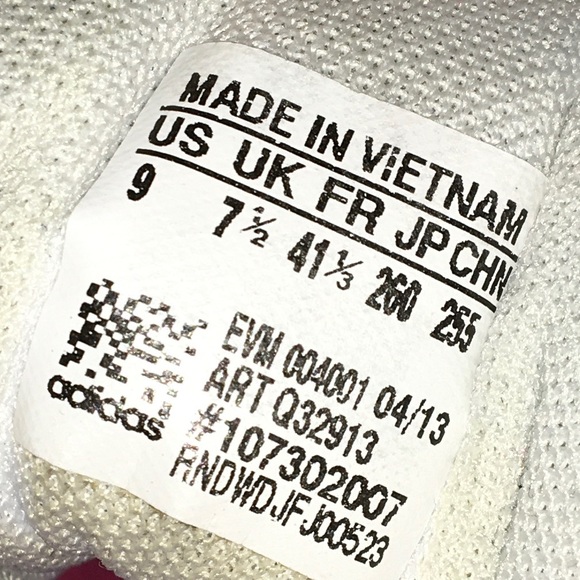 MADE IN VIETNAM
US UK FR JP CHN
9 7½ 41⅓ 260 255
EVN 004001 04/13
ART Q32913
#107302007
RNDWDJFJ00523
adidas